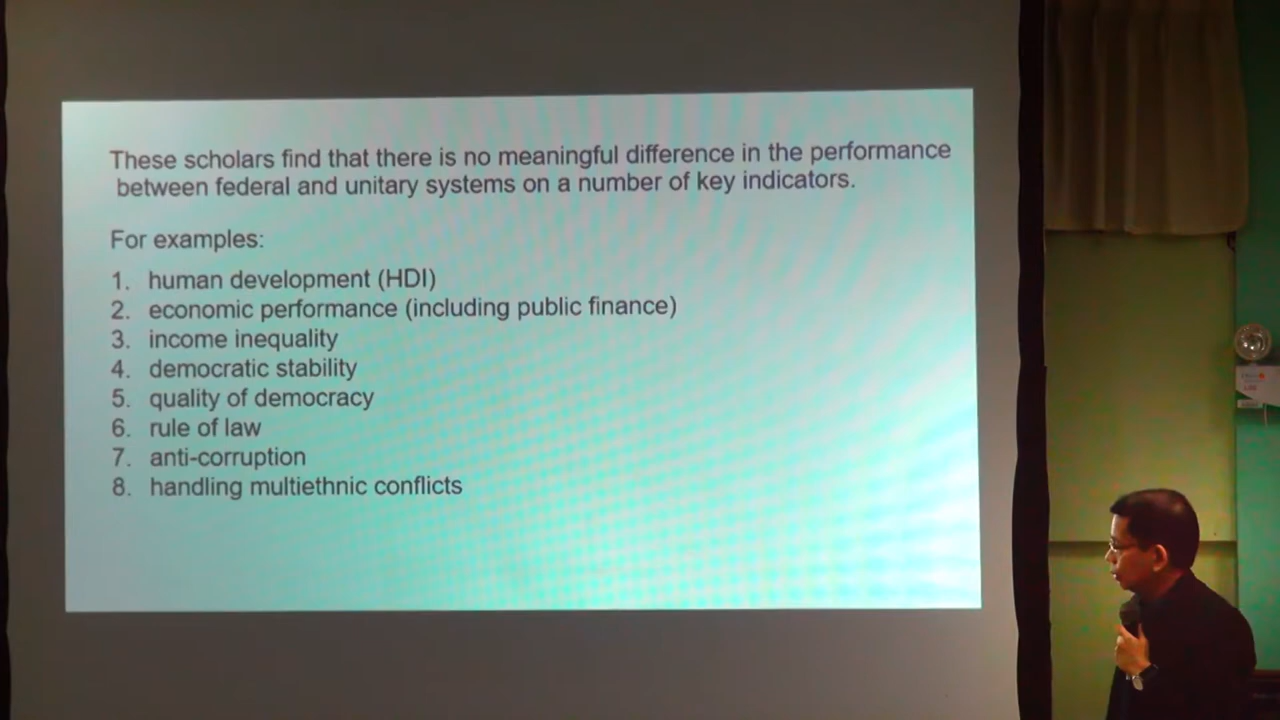 These scholars find that there is no meaningful difference in the performance
between federal and unitary systems on a number of key indicators.
For examples:
1. human development (HDI)
2. economic performance (including public finance)
3. income inequality
4. democratic stability
5. quality of democracy
6. rule of law
7. anti-corruption
8. handling multiethnic conflicts